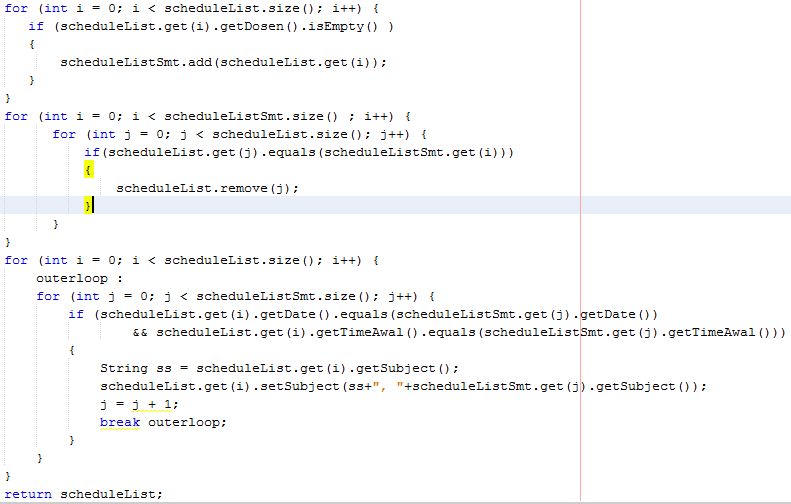 for (int i = 0; i < scheduleList.size(); i++) {
   if (scheduleList.get(i).getDosen().isEmpty() )
   {
       scheduleListSmt.add(scheduleList.get(i));
   }
}
for (int i = 0; i < scheduleListSmt.size() ; i++) {
      for (int j = 0; j < scheduleList.size(); j++) {
          if(scheduleList.get(j).equals(scheduleListSmt.get(i)))
          {
              scheduleList.remove(j);
          }
      }
}
for (int i = 0; i < scheduleList.size(); i++) {
    outerloop :
    for (int j = 0; j < scheduleListSmt.size(); j++) {
        if (scheduleList.get(i).getDate().equals(scheduleListSmt.get(j).getDate())
                && scheduleList.get(i).getTimeAwal().equals(scheduleListSmt.get(j).getTimeAwal()))
        {
            String ss = scheduleList.get(i).getSubject();
            scheduleList.get(i).setSubject(ss+", "+scheduleListSmt.get(j).getSubject());
            j = j + 1;
            break outerloop;
        }
    }
}
return scheduleList;